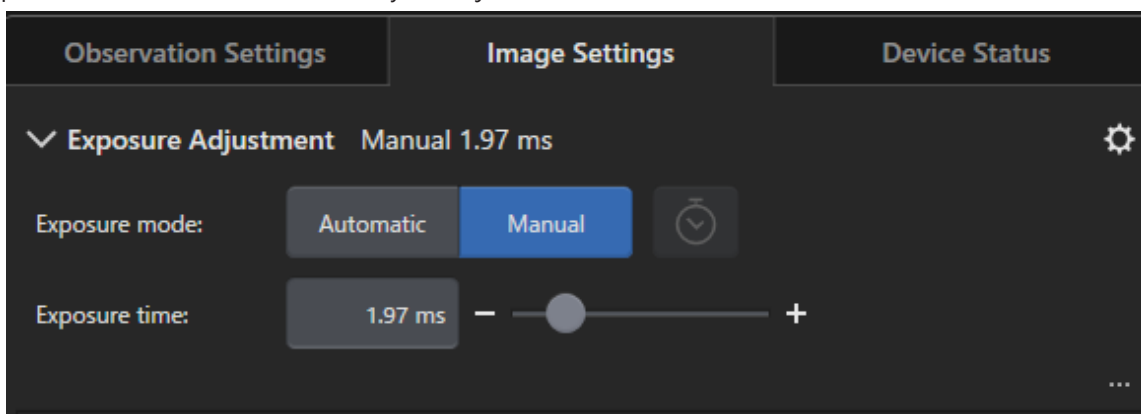 Observation Settings Image Settings Device Status
Exposure Adjustment Manual 1.97 ms
Exposure mode: Automatic Manual
Exposure time: 1.97 ms − +
...